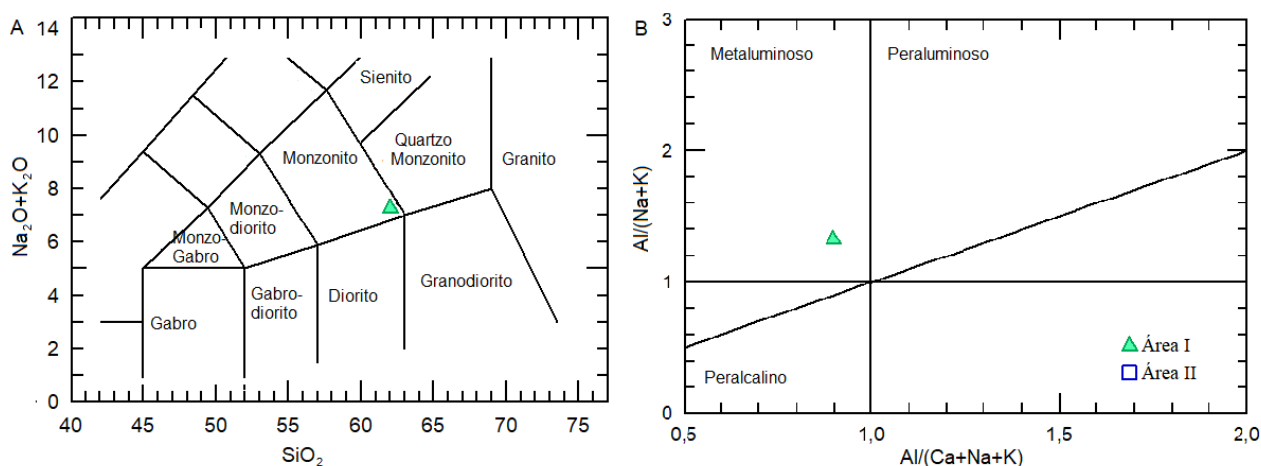 A
14
12
10
8
6
4
2
0
Na₂O+K₂O
40
45
50
55
60
65
70
75
SiO₂
Sienito
Quartzo
Monzonito
Granito
Monzonito
Monzo-
diorito
Monzo-
Gabro
Gabro
Gabro-
diorito
Diorito
Granodiorito
B
3
2
1
0
Al/(Na+K)
0,5
1,0
1,5
2,0
Al/(Ca+Na+K)
Metaluminoso
Peraluminoso
Peralcalino
Área I
Área II